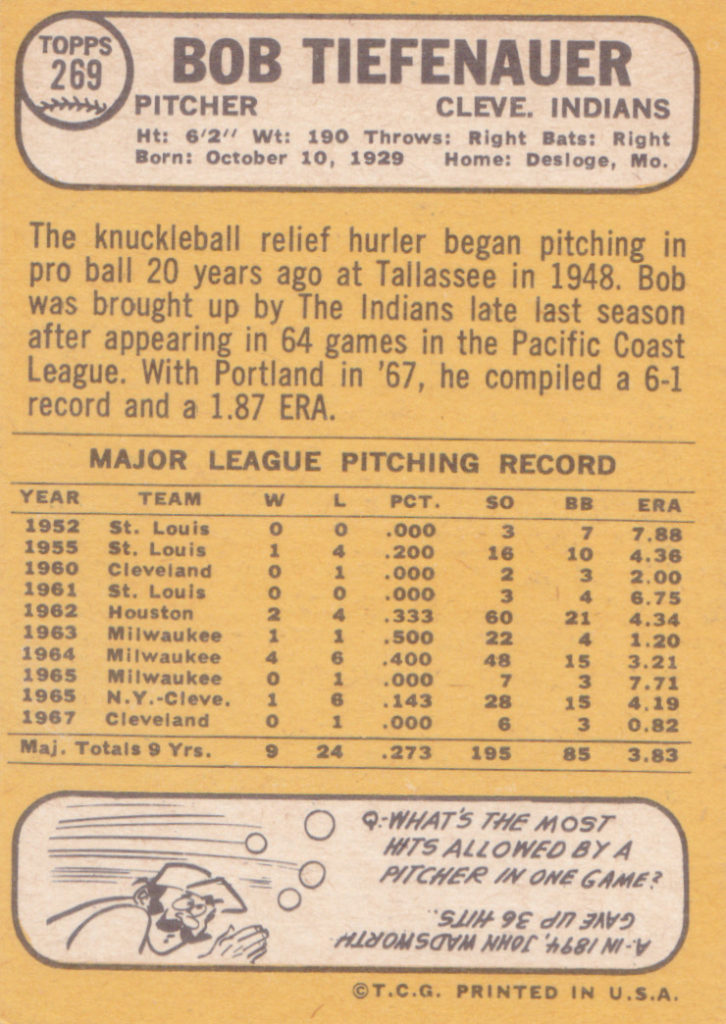 TOPPS
269
BOB TIEFENAUER
PITCHER CLEVE. INDIANS
Ht: 6'2" Wt: 190 Throws: Right Bats: Right
Born: October 10, 1929 Home: Desloge, Mo.
The knuckleball relief hurler began pitching in
pro ball 20 years ago at Tallassee in 1948. Bob
was brought up by The Indians late last season
after appearing in 64 games in the Pacific Coast
League. With Portland in '67, he compiled a 6-1
record and a 1.87 ERA.
MAJOR LEAGUE PITCHING RECORD
YEAR TEAM W L PCT. SO BB ERA
1952 St. Louis 0 0 .000 3 7 7.88
1955 St. Louis 1 4 .200 16 10 4.36
1960 Cleveland 0 1 .000 2 3 2.00
1961 St. Louis 0 0 .000 3 4 6.75
1962 Houston 2 4 .333 60 21 4.34
1963 Milwaukee 1 1 .500 22 4 1.20
1964 Milwaukee 4 6 .400 48 15 3.21
1965 Milwaukee 0 1 .000 7 3 7.71
1965 N.Y.-Cleve. 1 6 .143 28 15 4.19
1967 Cleveland 0 1 .000 6 3 0.82
Maj. Totals 9 Yrs. 9 24 .273 195 85 3.83
Q-WHAT'S THE MOST
HITS ALLOWED BY A
PITCHER IN ONE GAME?
A-IN 1894, JOHN WADSWORTH
GAVE UP 36 HITS.
©T.C.G. PRINTED IN U.S.A.